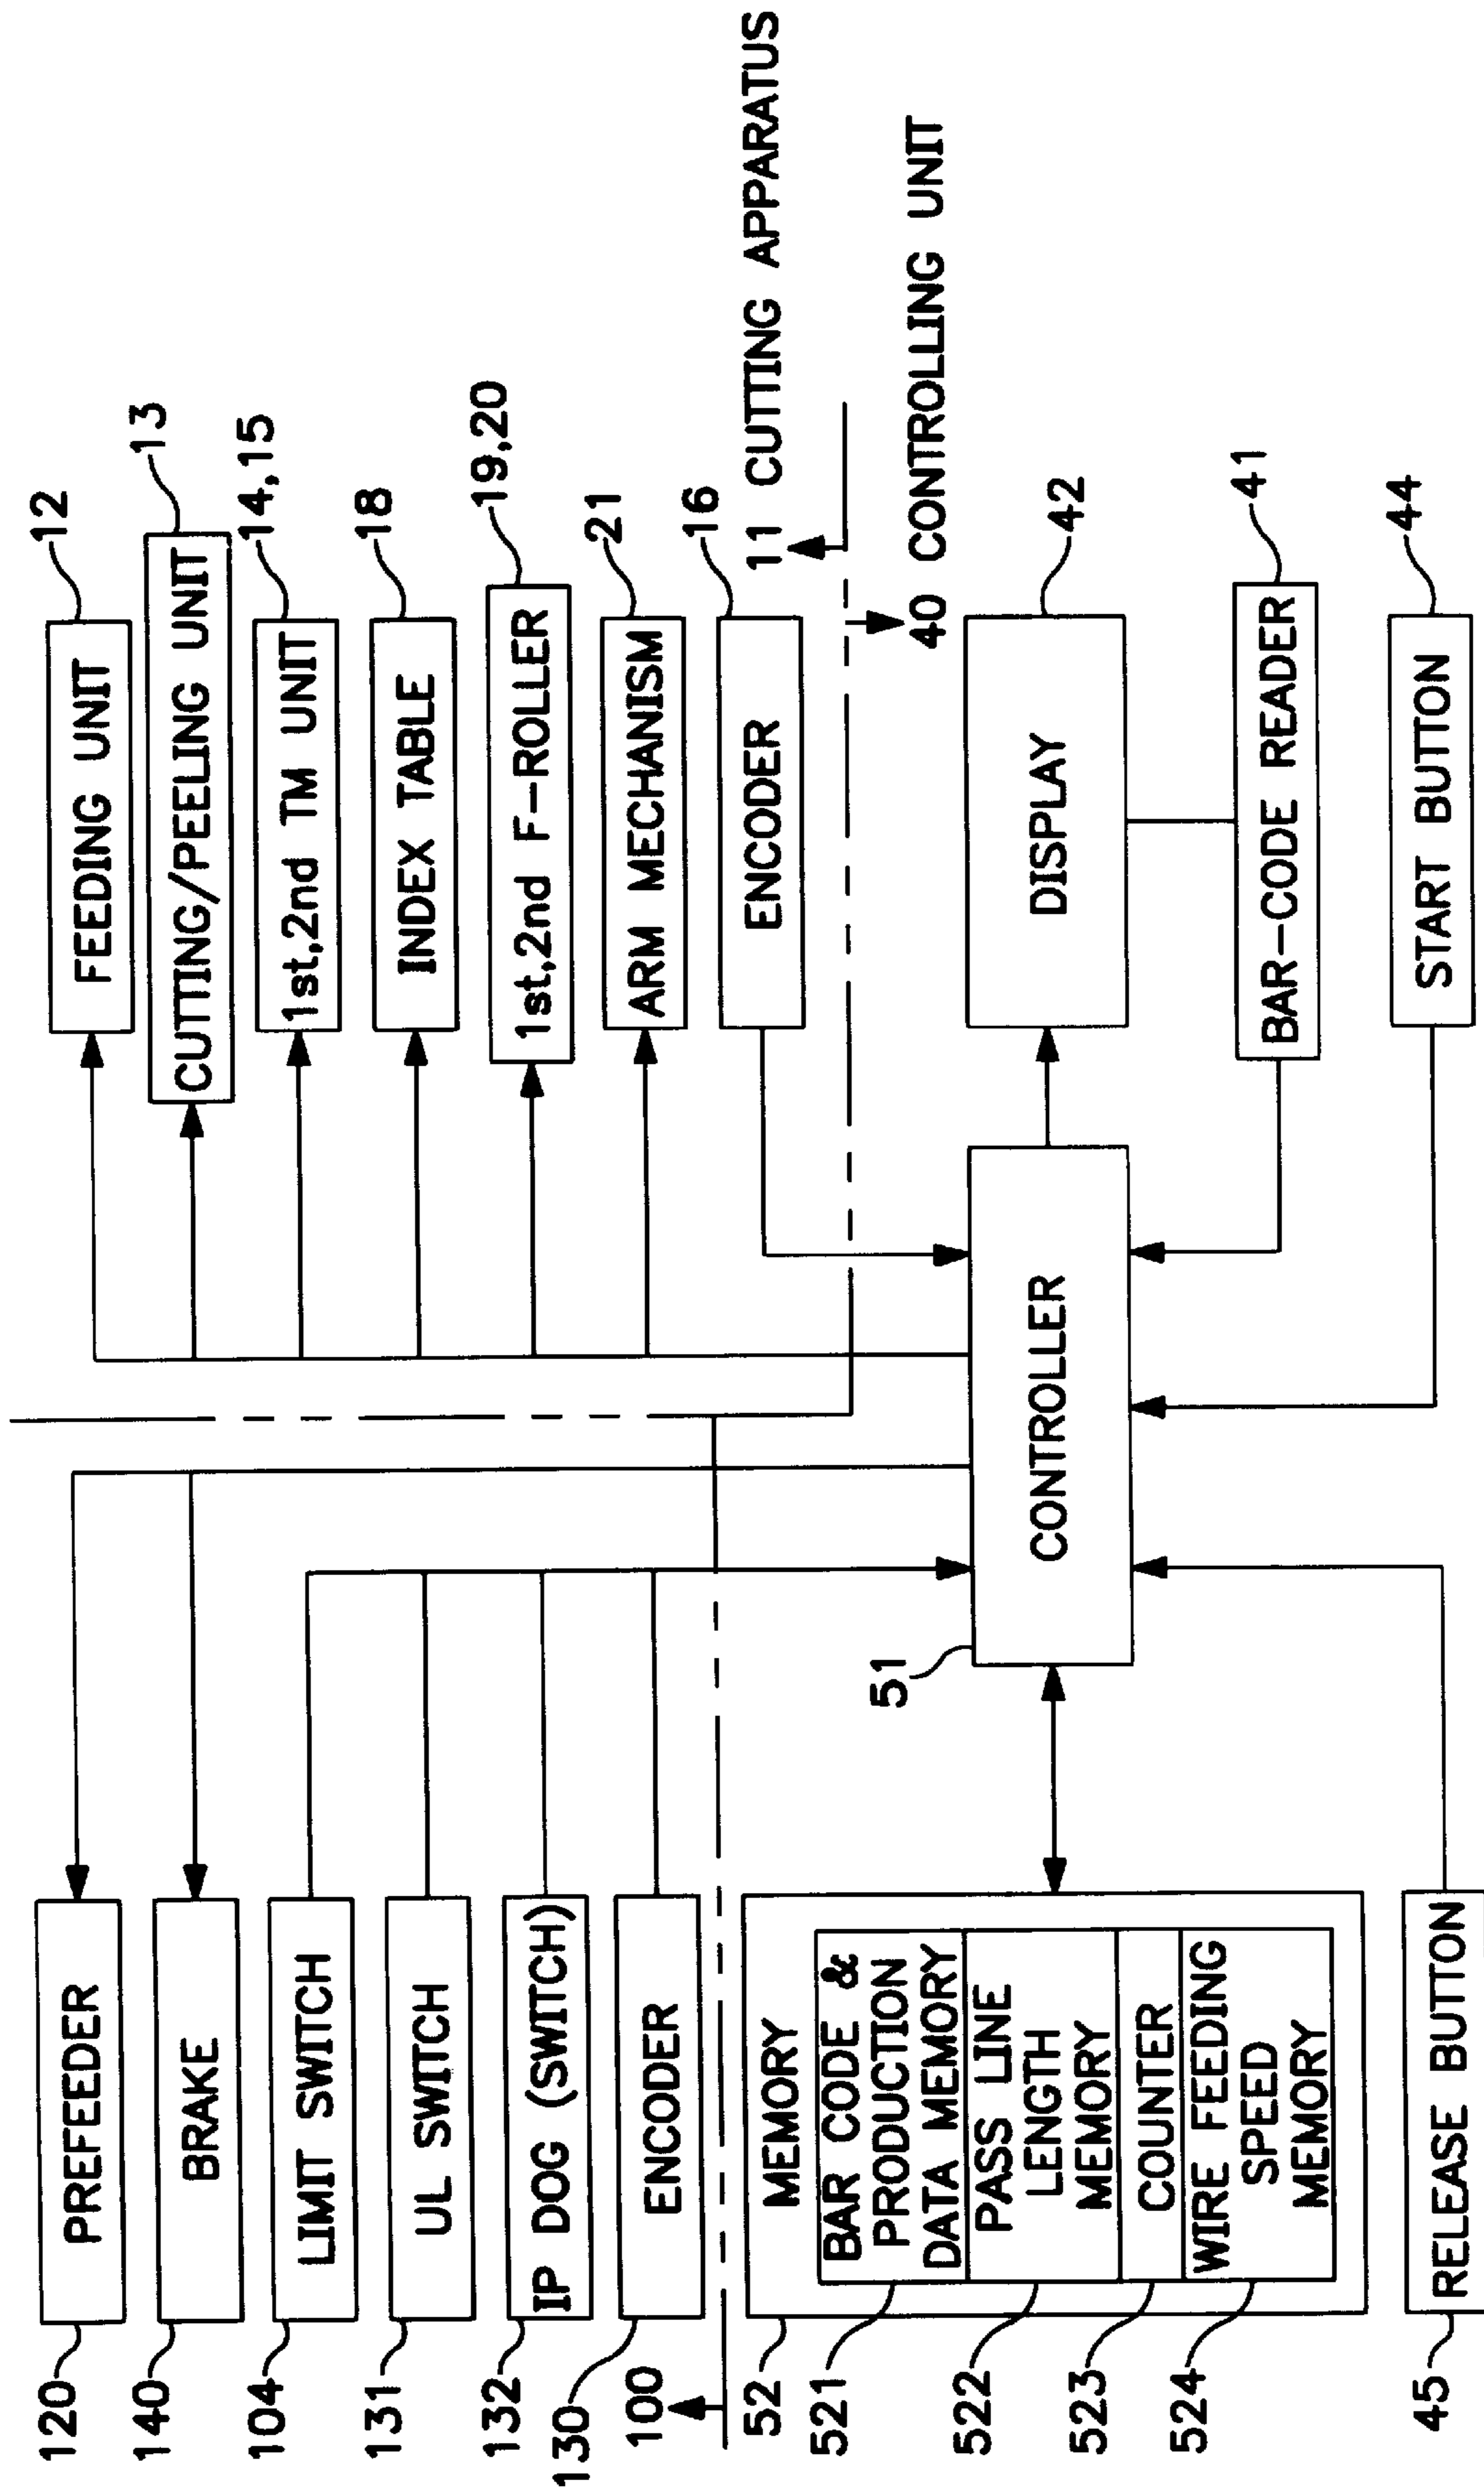 120
PREFEEDER
140
BRAKE
104
LIMIT SWITCH
131
UL SWITCH
132
IP DOG (SWITCH)
130
ENCODER
100
12
FEEDING UNIT
13
CUTTING/PEELING UNIT
14,15
1st,2nd TM UNIT
18
INDEX TABLE
19,20
1st,2nd F-ROLLER
21
ARM MECHANISM
16
ENCODER
11 CUTTING APPARATUS
40 CONTROLLING UNIT
52
MEMORY
521
BAR CODE &
PRODUCTION
DATA MEMORY
522
PASS LINE
LENGTH
MEMORY
523
COUNTER
524
WIRE FEEDING
SPEED
MEMORY
51
CONTROLLER
42
DISPLAY
41
BAR-CODE READER
44
START BUTTON
45
RELEASE BUTTON